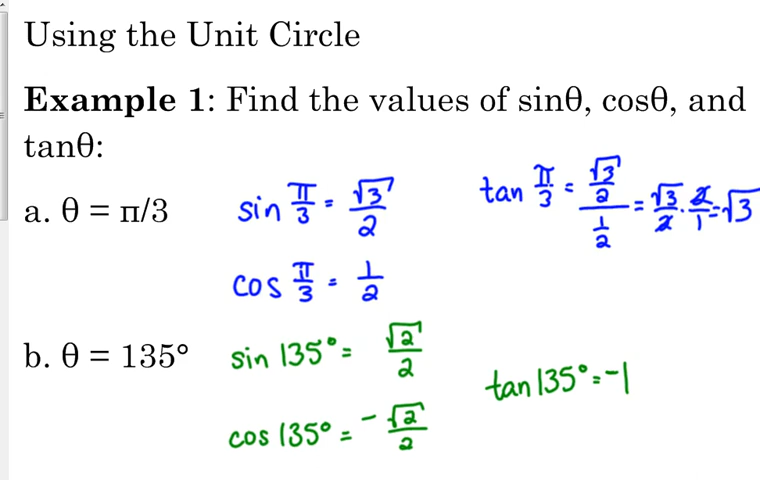 Using the Unit Circle
Example 1: Find the values of sinθ, cosθ, and
tanθ:
a. θ = π/3
sin π/3 = √3/2
cos π/3 = 1/2
tan π/3 = (√3/2)/(1/2) = √3/2 · 2/1 = √3
b. θ = 135°
sin 135° = √2/2
cos 135° = -√2/2
tan 135° = -1